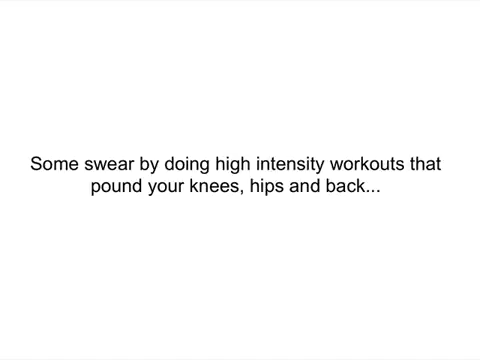 Some swear by doing high intensity workouts that
pound your knees, hips and back...